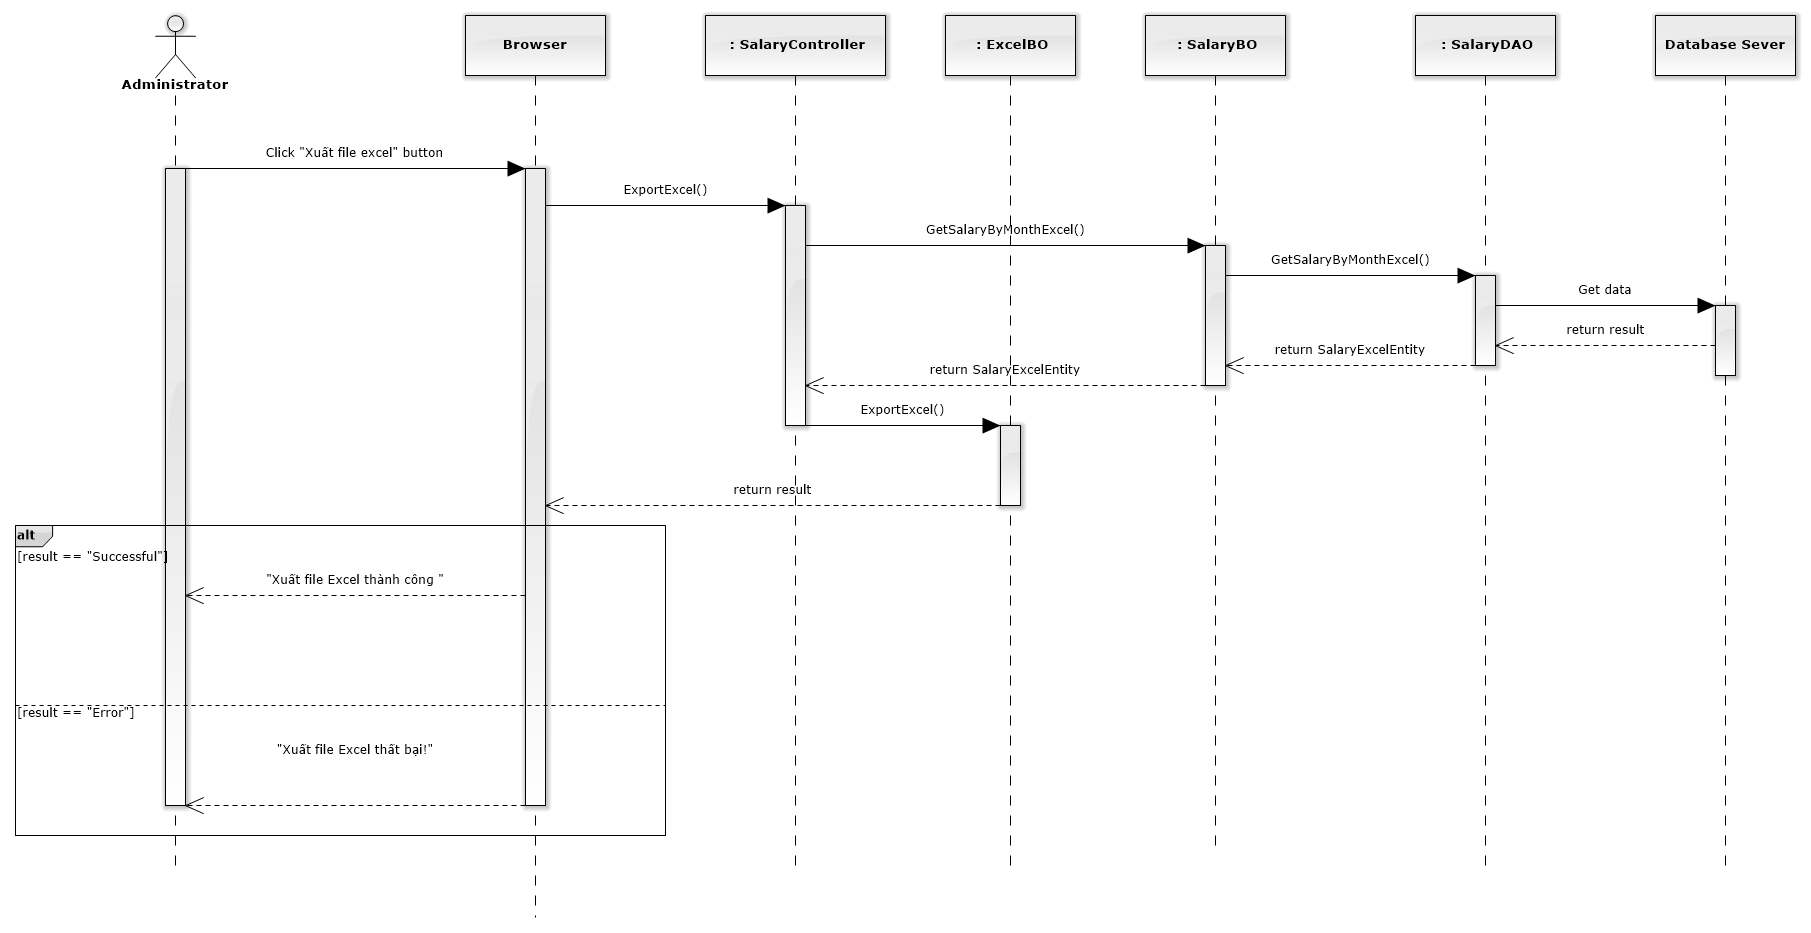 Browser
: SalaryController
: ExcelBO
: SalaryBO
: SalaryDAO
Database Sever
Administrator
Click "Xuất file excel" button
ExportExcel()
GetSalaryByMonthExcel()
GetSalaryByMonthExcel()
Get data
return result
return SalaryExcelEntity
return SalaryExcelEntity
ExportExcel()
return result
alt
[result == "Successful"]
"Xuất file Excel thành công "
[result == "Error"]
"Xuất file Excel thất bại!"